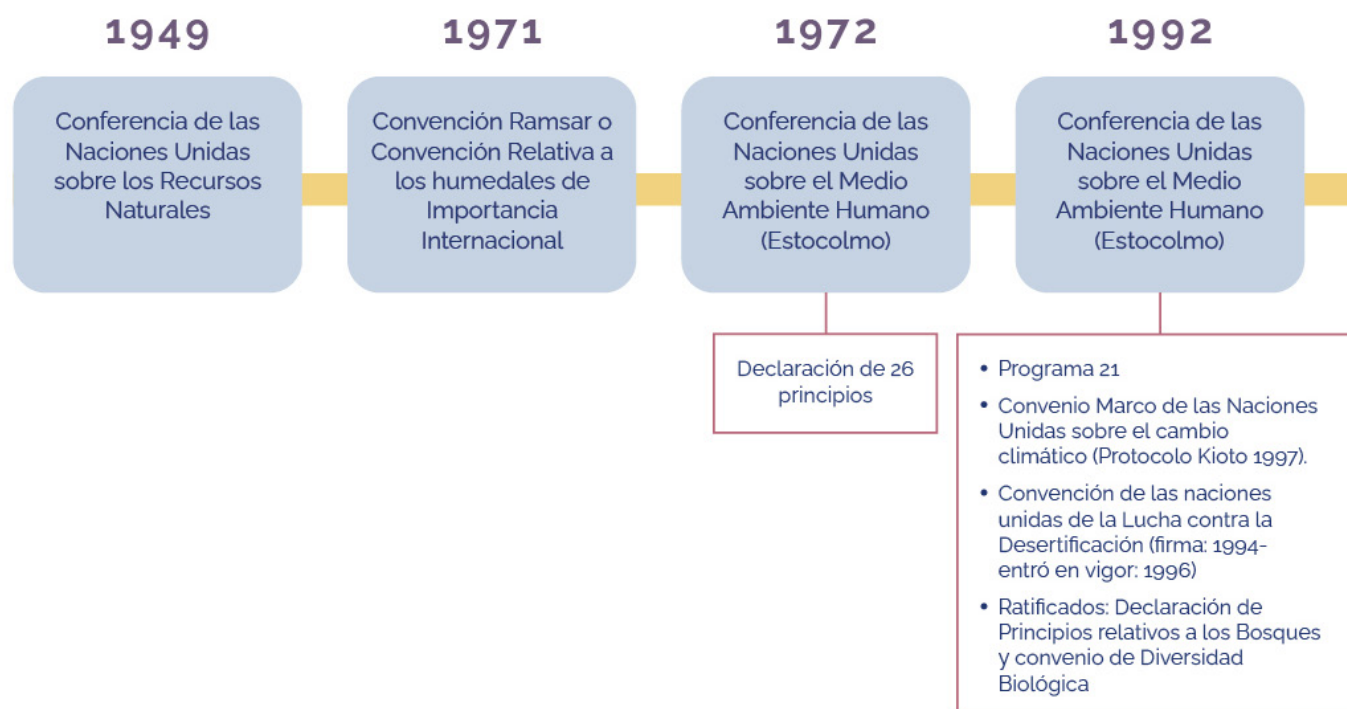 1949
Conferencia de las
Naciones Unidas
sobre los Recursos
Naturales
1971
Convención Ramsar o
Convención Relativa a
los humedales de
Importancia
Internacional
1972
Conferencia de las
Naciones Unidas
sobre el Medio
Ambiente Humano
(Estocolmo)
Declaración de 26
principios
1992
Conferencia de las
Naciones Unidas
sobre el Medio
Ambiente Humano
(Estocolmo)
• Programa 21
• Convenio Marco de las Naciones
Unidas sobre el cambio
climático (Protocolo Kioto 1997).
• Convención de las naciones
unidas de la Lucha contra la
Desertificación (firma: 1994-
entró en vigor: 1996)
• Ratificados: Declaración de
Principios relativos a los Bosques
y convenio de Diversidad
Biológica